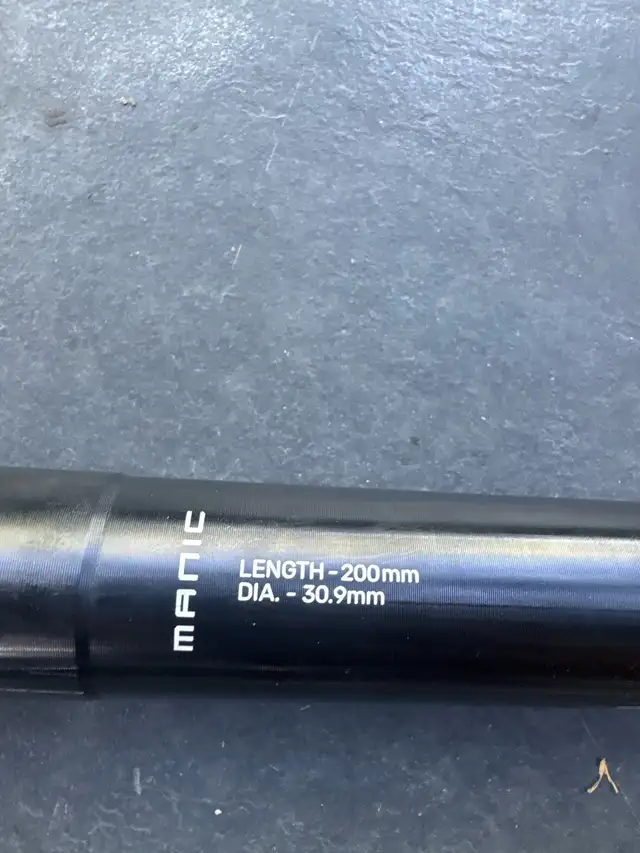 MANIC
LENGTH - 200mm
DIA. - 30.9mm